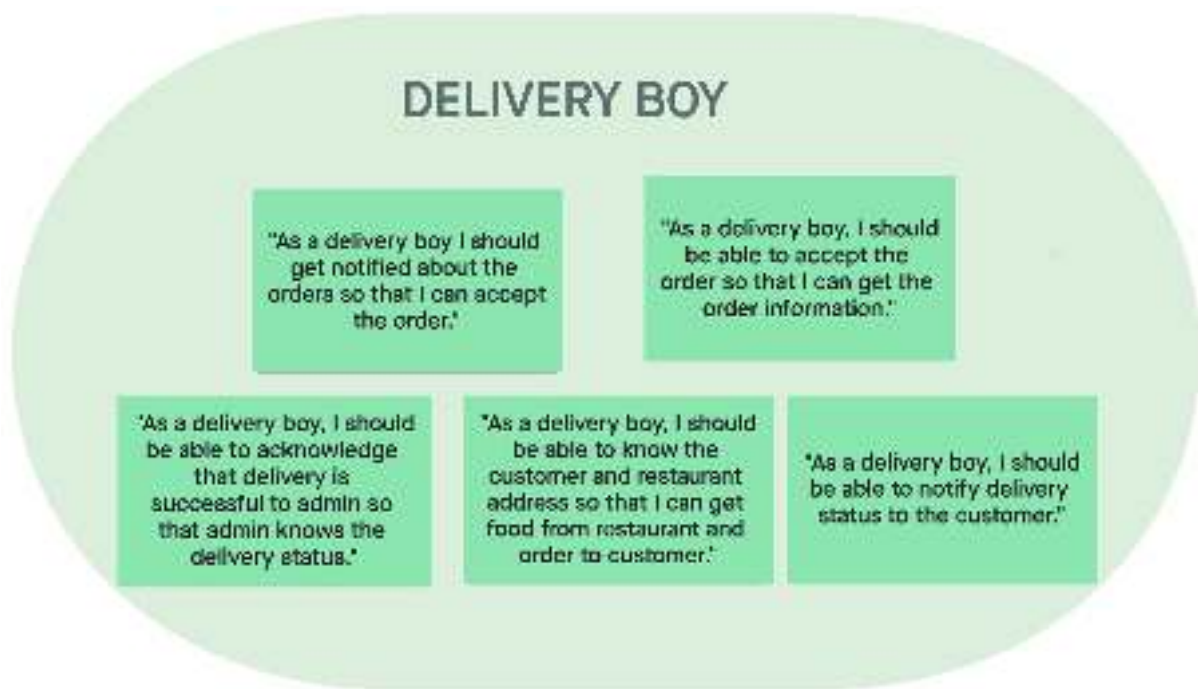 DELIVERY BOY
"As a delivery boy I should
get notified about the
orders so that I can accept
the order."
"As a delivery boy, I should
be able to accept the
order so that I can get the
order information."
"As a delivery boy, I should
be able to acknowledge
that delivery is
successful to admin so
that admin knows the
delivery status."
"As a delivery boy, I should
be able to know the
customer and restaurant
address so that I can get
food from restaurant and
order to customer."
"As a delivery boy, I should
be able to notify delivery
status to the customer."